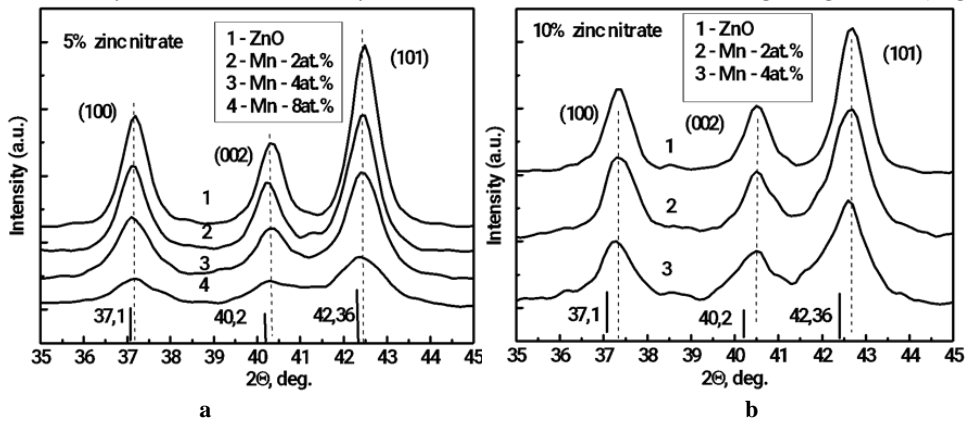 5% zinc nitrate
1 - ZnO
2 - Mn - 2at.%
3 - Mn - 4at.%
4 - Mn - 8at.%
(100)
(002)
(101)
1
2
3
4
37,1
40,2
42,36
Intensity (a.u.)
35 36 37 38 39 40 41 42 43 44 45
2Θ, deg.
a
10% zinc nitrate
1 - ZnO
2 - Mn - 2at.%
3 - Mn - 4at.%
(100)
(002)
(101)
1
2
3
37,1
40,2
42,36
Intensity (a.u.)
35 36 37 38 39 40 41 42 43 44 45
2Θ, deg.
b